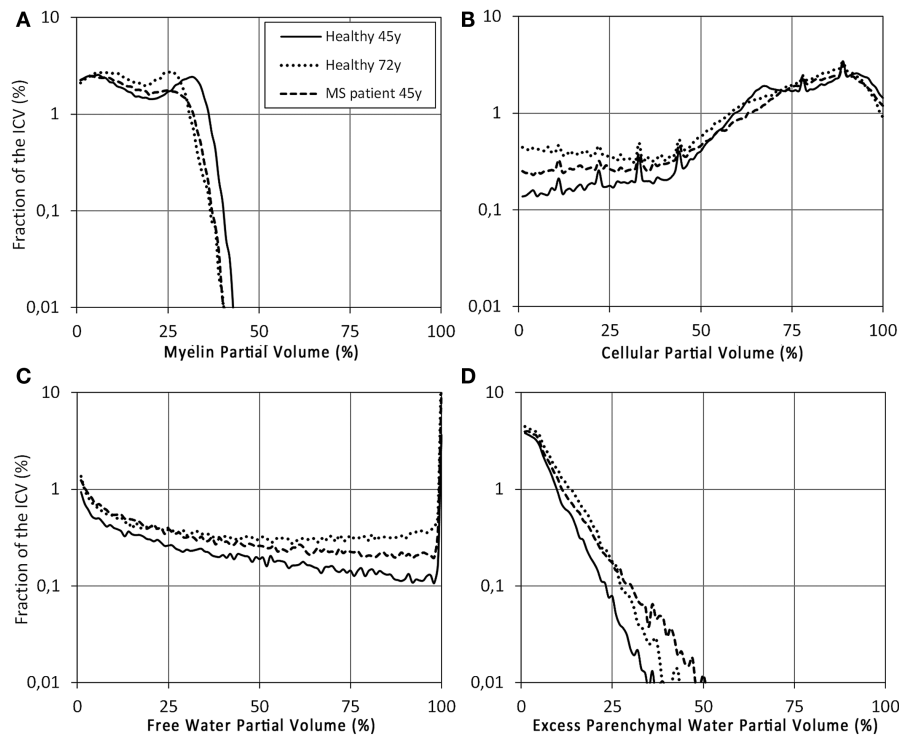 A
Fraction of the ICV (%)
10
1
0,1
0,01
0
25
50
75
100
Myelin Partial Volume (%)
Healthy 45y
Healthy 72y
MS patient 45y
B
10
1
0,1
0,01
0
25
50
75
100
Cellular Partial Volume (%)
C
Fraction of the ICV (%)
10
1
0,1
0,01
0
25
50
75
100
Free Water Partial Volume (%)
D
10
1
0,1
0,01
0
25
50
75
100
Excess Parenchymal Water Partial Volume (%)